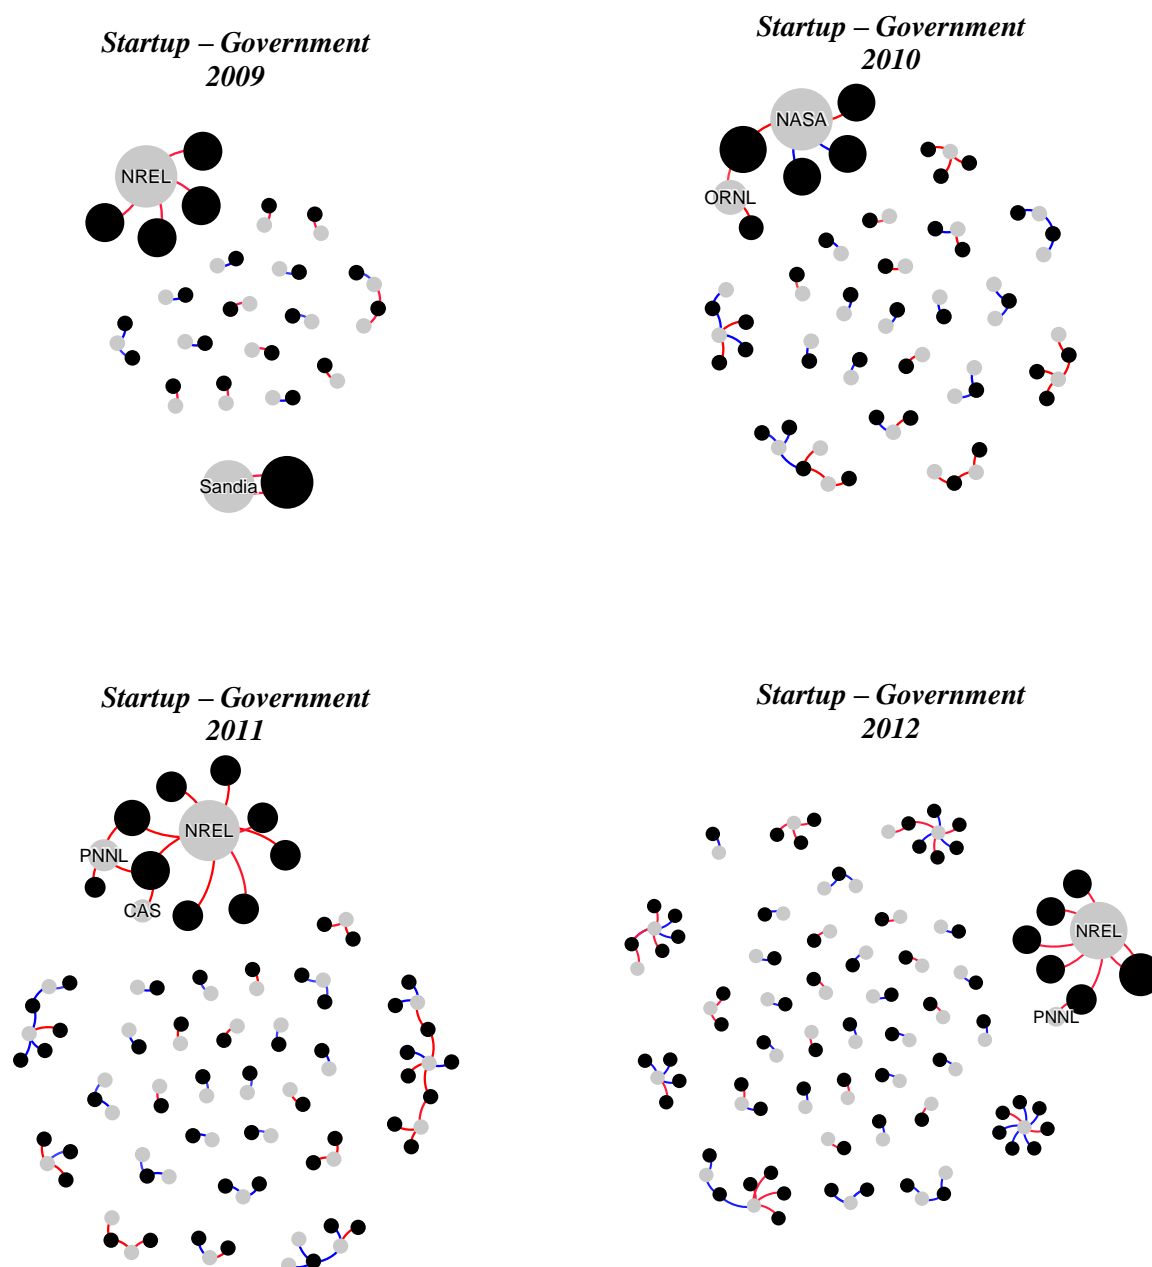 Startup – Government
2009
NREL
Sandia
Startup – Government
2010
NASA
ORNL
Startup – Government
2011
NREL
PNNL
CAS
Startup – Government
2012
NREL
PNNL